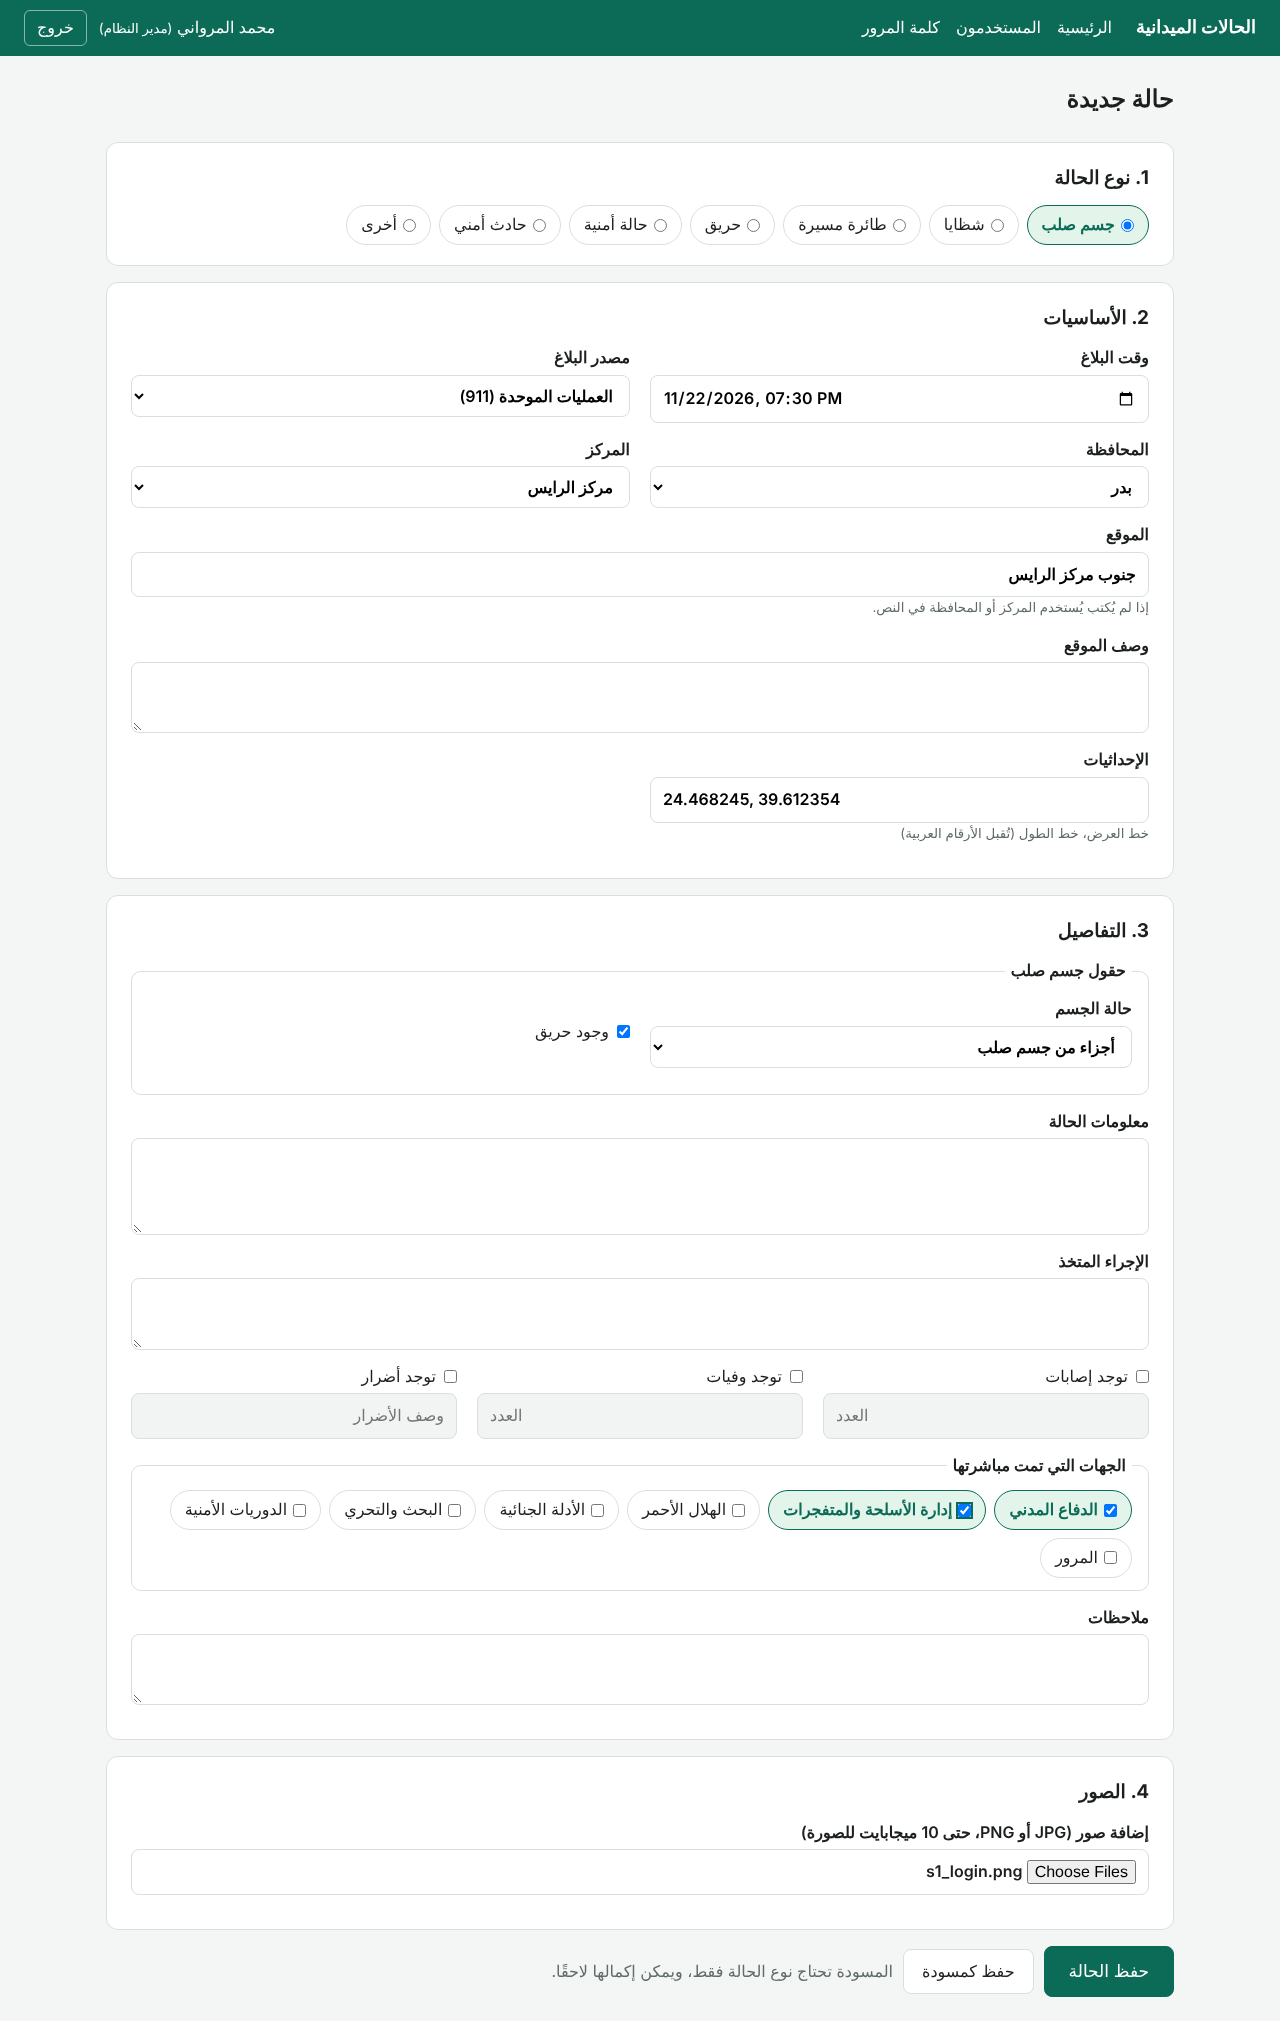 الحالات الميدانية الرئيسية المستخدمون كلمة المرور محمد المرواني (مدير النظام) خروج
حالة جديدة
1. نوع الحالة
جسم صلب شظايا طائرة مسيرة حريق حالة أمنية حادث أمني أخرى
2. الأساسيات
وقت البلاغ مصدر البلاغ
11/22/2026, 07:30 PM العمليات الموحدة (911)
المحافظة المركز
بدر مركز الرايس
الموقع
جنوب مركز الرايس
إذا لم يُكتب يُستخدم المركز أو المحافظة في النص.
وصف الموقع
الإحداثيات
24.468245, 39.612354
خط العرض، خط الطول (تُقبل الأرقام العربية)
3. التفاصيل
حقول جسم صلب
حالة الجسم
وجود حريق
أجزاء من جسم صلب
معلومات الحالة
الإجراء المتخذ
توجد إصابات توجد وفيات توجد أضرار
العدد العدد وصف الأضرار
الجهات التي تمت مباشرتها
الدفاع المدني إدارة الأسلحة والمتفجرات الهلال الأحمر الأدلة الجنائية البحث والتحري الدوريات الأمنية
المرور
ملاحظات
4. الصور
إضافة صور (JPG أو PNG، حتى 10 ميجابايت للصورة)
Choose Files s1_login.png
حفظ الحالة حفظ كمسودة المسودة تحتاج نوع الحالة فقط، ويمكن إكمالها لاحقًا.